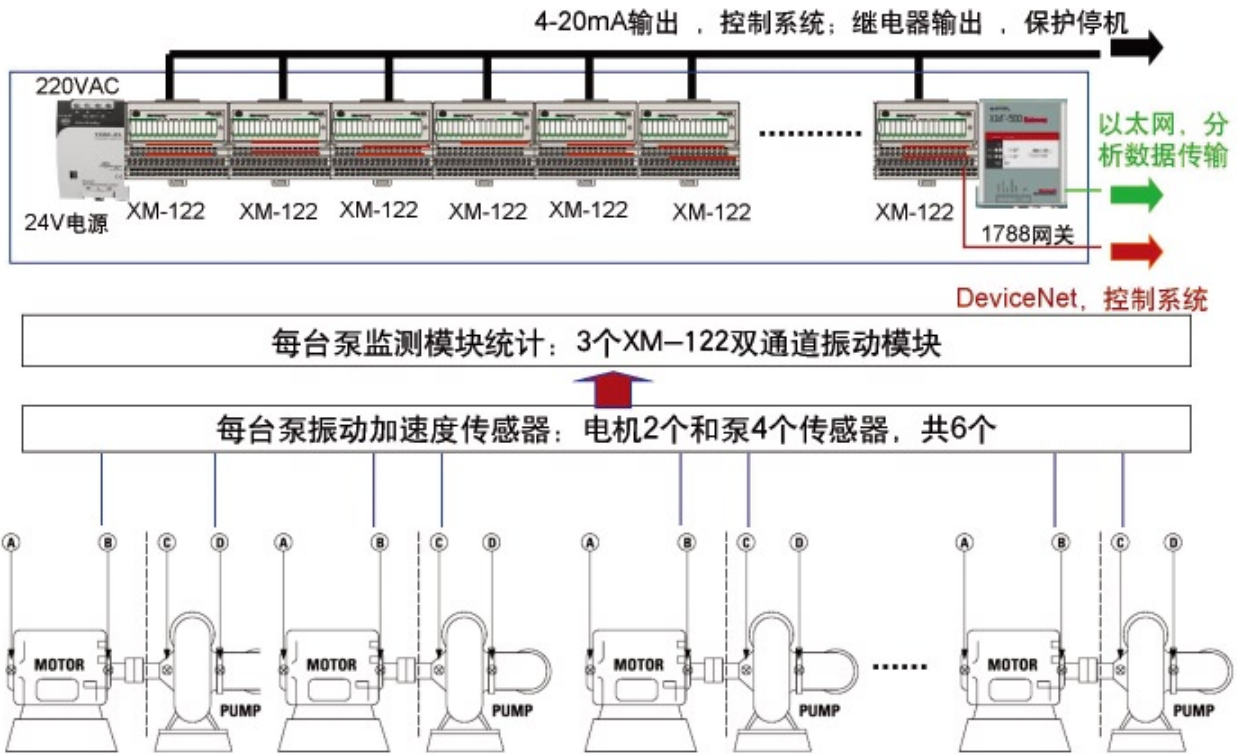 4-20mA输出 ，控制系统；继电器输出 ，保护停机
220VAC
24V电源
XM-122
XM-122
XM-122
XM-122
XM-122
XM-122
XM-122
XM-500 Gateway
1788网关
以太网，分
析数据传输
DeviceNet，控制系统
每台泵监测模块统计：3个XM—122双通道振动模块
每台泵振动加速度传感器：电机2个和泵4个传感器，共6个
A B C D A B C D A B C D A B C D
MOTOR PUMP MOTOR PUMP MOTOR PUMP MOTOR PUMP